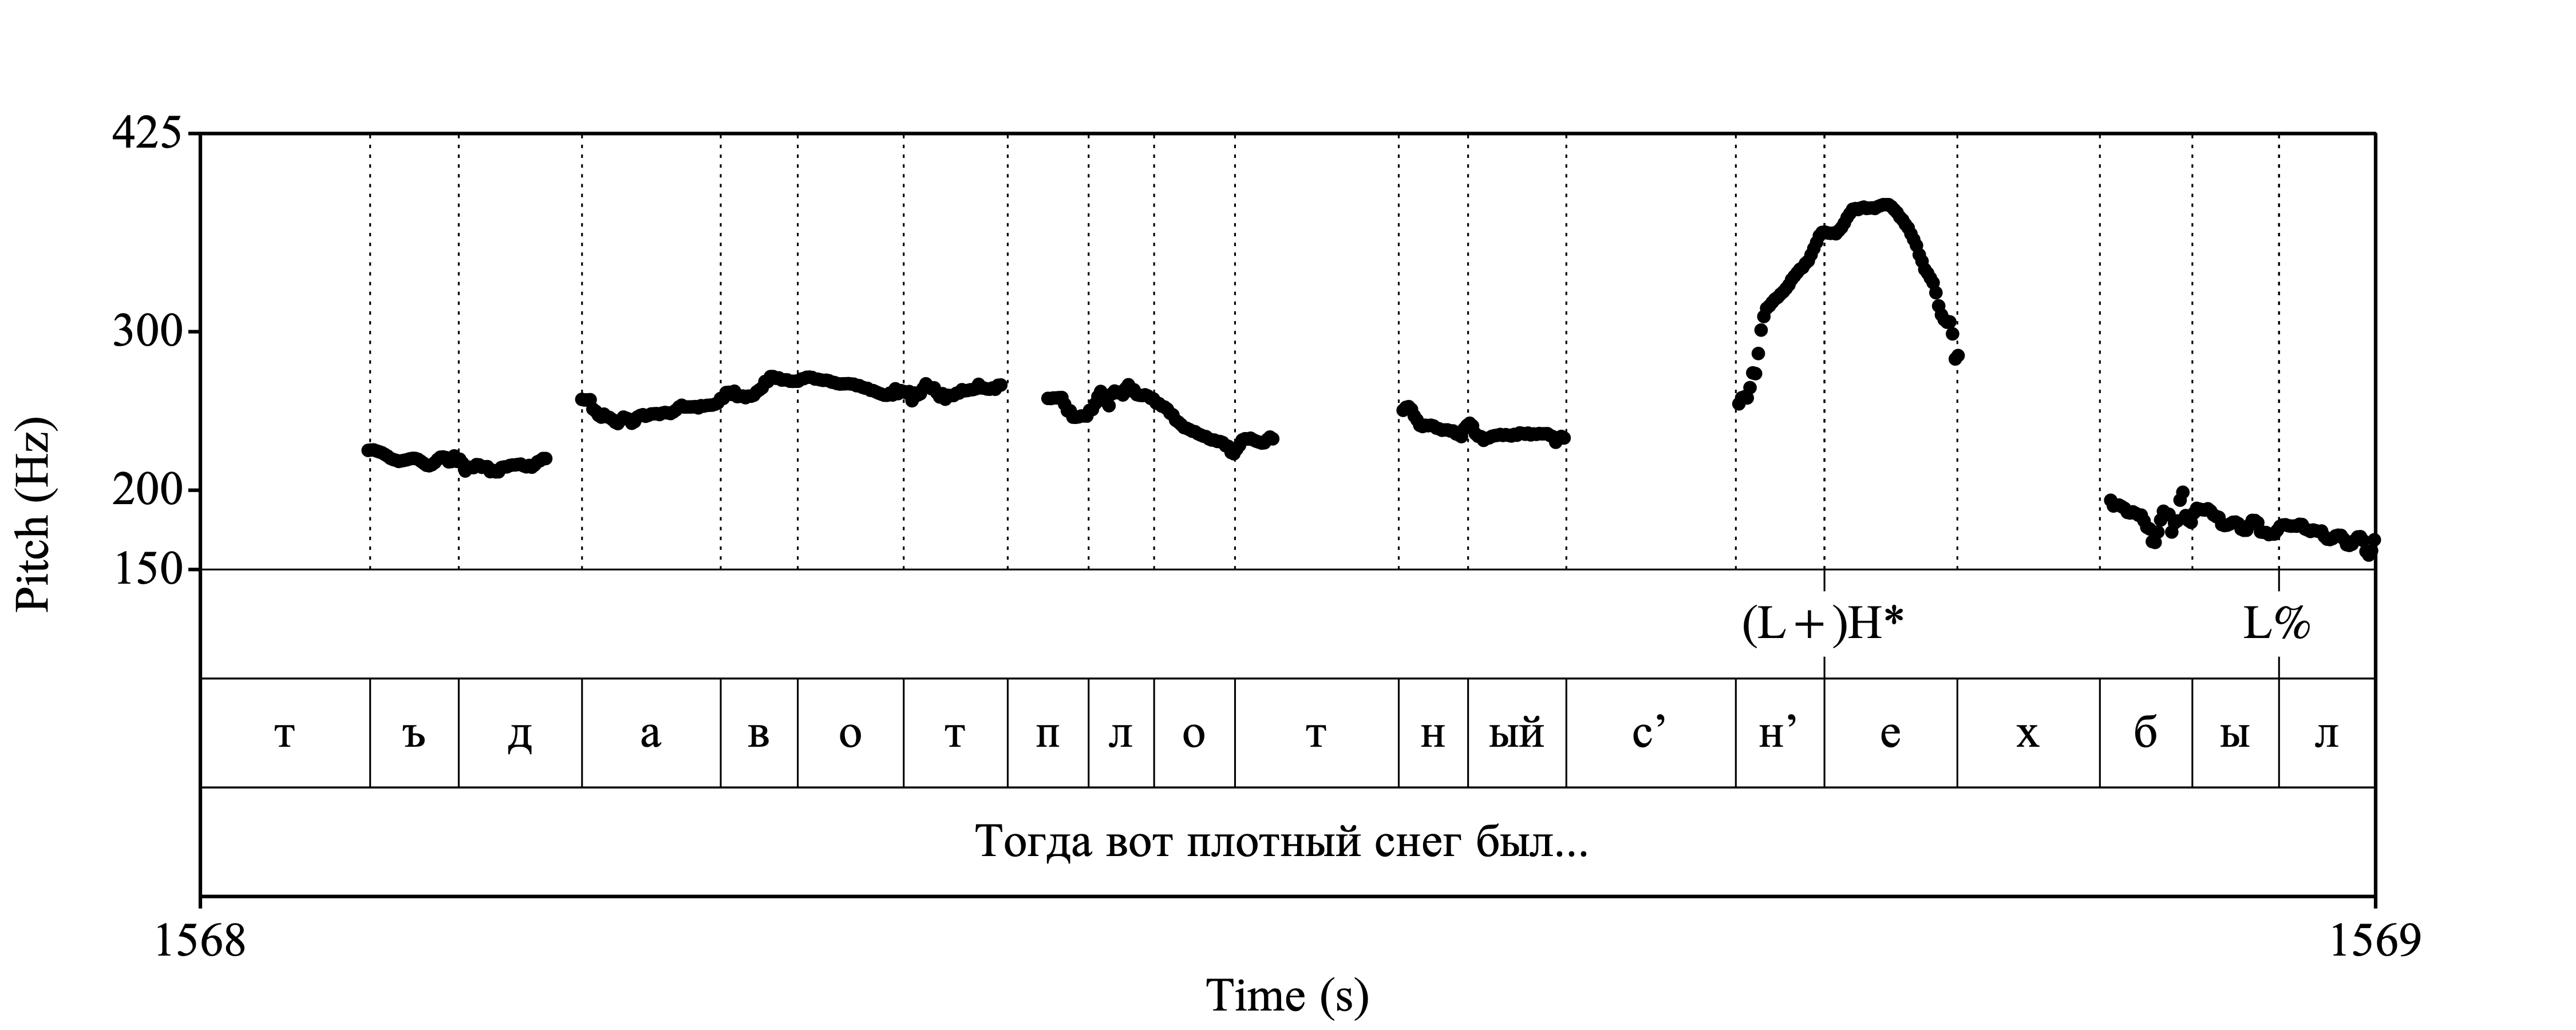 425
300
200
150
Pitch (Hz)
(L+)H* L%
т ъ д а в о т п л о т н ый с’ н’ е х б ы л
Тогда вот плотный снег был...
1568 1569
Time (s)